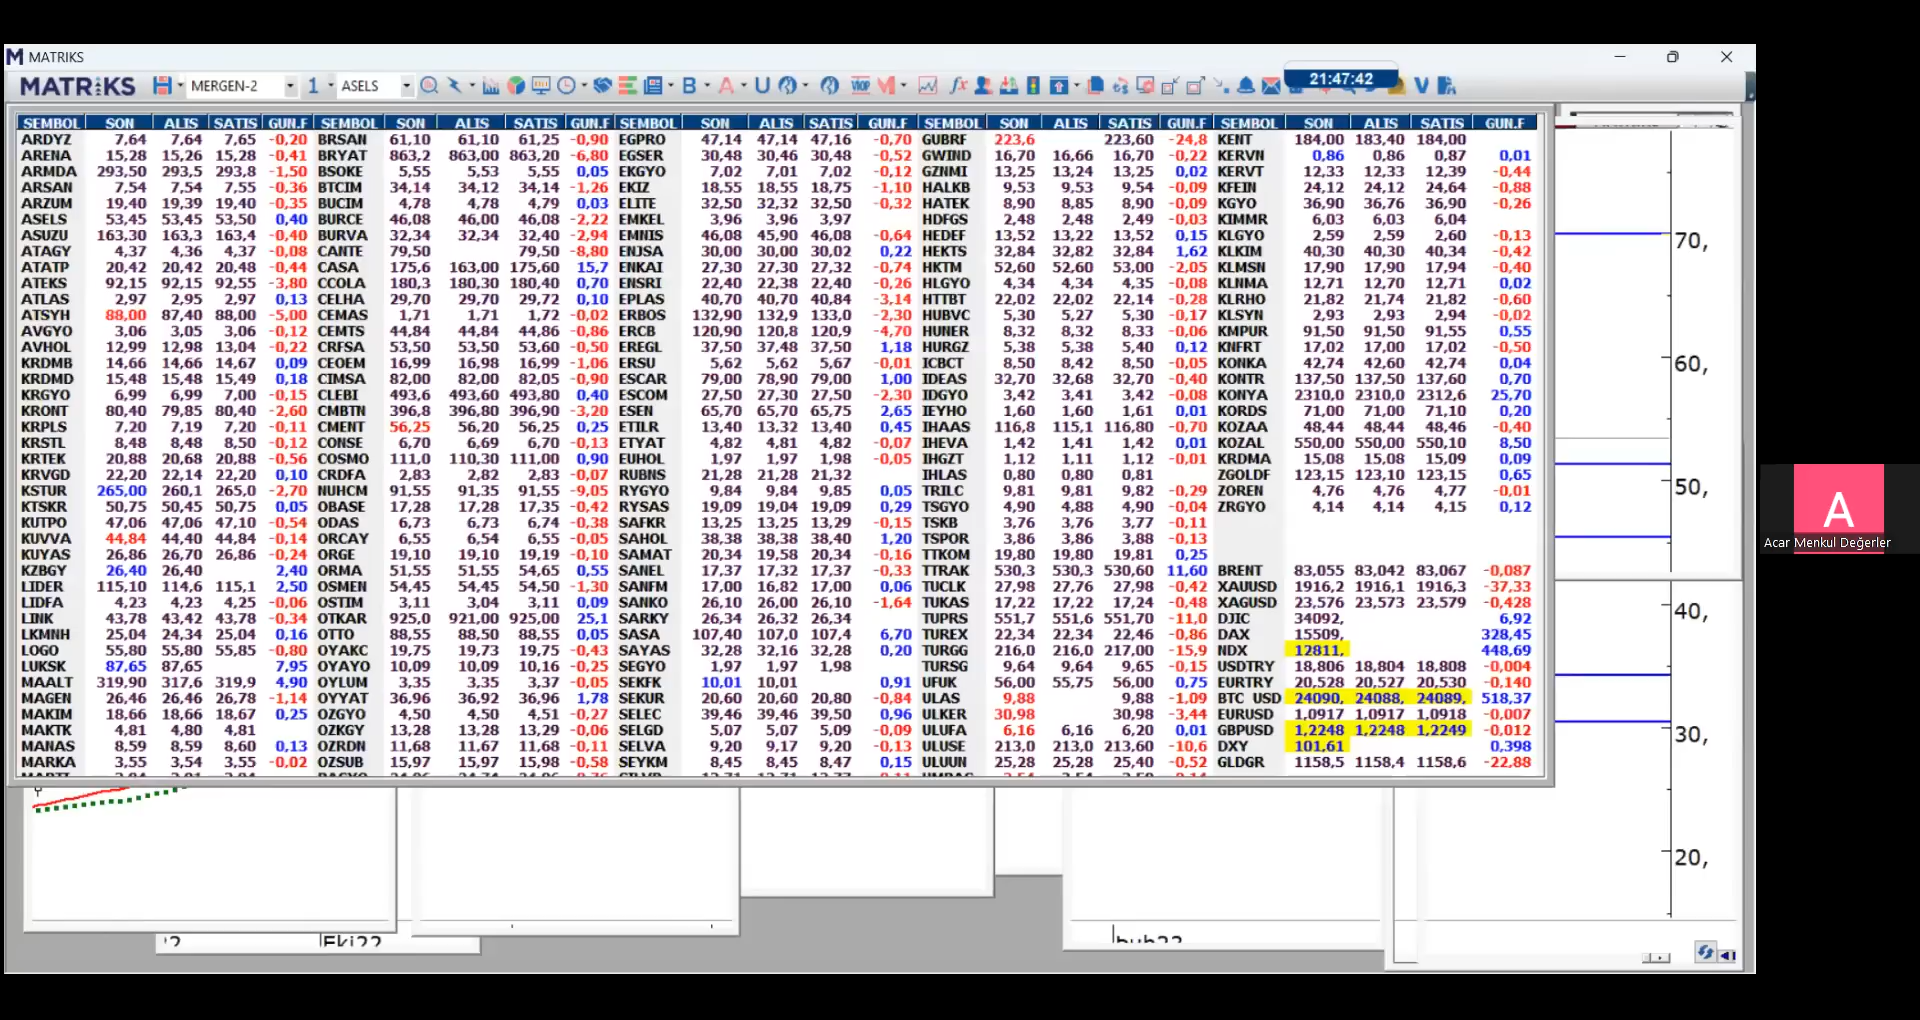 MATRIKS
MATRIKS MERGEN-2 1 ASELS B A U VIOP M fx 21:47:42 V
SEMBOL SON ALIS SATIS GUN.F SEMBOL SON ALIS SATIS GUN.F SEMBOL SON ALIS SATIS GUN.F SEMBOL SON ALIS SATIS GUN.F SEMBOL SON ALIS SATIS GUN.F
ARDYZ 7,64 7,64 7,65 -0,20 BRSAN 61,10 61,10 61,25 -0,90 EGPRO 47,14 47,14 47,16 -0,70 GUBRF 223,6 223,60 -24,8 KENT 184,00 183,40 184,00
ARENA 15,28 15,26 15,28 -0,41 BRYAT 863,2 863,00 863,20 -6,80 EGSER 30,48 30,46 30,48 -0,52 GWIND 16,70 16,66 16,70 -0,22 KERVN 0,86 0,86 0,87 0,01
ARMDA 293,50 293,5 293,8 -1,50 BSOKE 5,55 5,53 5,55 0,05 EKGYO 7,02 7,01 7,02 -0,12 GZNMI 13,25 13,24 13,25 0,02 KERVT 12,33 12,33 12,39 -0,44
ARSAN 7,54 7,54 7,55 -0,36 BTCIM 34,14 34,12 34,14 -1,26 EKIZ 18,55 18,55 18,75 -1,10 HALKB 9,53 9,53 9,54 -0,09 KFEIN 24,12 24,12 24,64 -0,88
ARZUM 19,40 19,39 19,40 -0,35 BUCIM 4,78 4,78 4,79 0,03 ELITE 32,50 32,32 32,50 -0,32 HATEK 8,90 8,85 8,90 -0,09 KGYO 36,90 36,76 36,90 -0,26
ASELS 53,45 53,45 53,50 0,40 BURCE 46,08 46,00 46,08 -2,22 EMKEL 3,96 3,96 3,97 HDFGS 2,48 2,48 2,49 -0,03 KIMMR 6,03 6,03 6,04
ASUZU 163,30 163,3 163,4 -0,40 BURVA 32,34 32,34 32,40 -2,94 EMNIS 46,08 45,90 46,08 -0,64 HEDEF 13,52 13,22 13,52 0,15 KLGYO 2,59 2,59 2,60 -0,13
ATAGY 4,37 4,36 4,37 -0,08 CANTE 79,50 79,50 -8,80 ENJSA 30,00 30,00 30,02 0,22 HEKTS 32,84 32,82 32,84 1,62 KLKIM 40,30 40,30 40,34 -0,42
ATATP 20,42 20,42 20,48 -0,44 CASA 175,6 163,00 175,60 15,7 ENKAI 27,30 27,30 27,32 -0,74 HKTM 52,60 52,60 53,00 -2,05 KLMSN 17,90 17,90 17,94 -0,40
ATEKS 92,15 92,15 92,55 -3,80 CCOLA 180,3 180,30 180,40 0,70 ENSRI 22,40 22,38 22,40 -0,26 HLGYO 4,34 4,34 4,35 -0,08 KLNMA 12,71 12,70 12,71 0,02
ATLAS 2,97 2,95 2,97 0,13 CELHA 29,70 29,70 29,72 0,10 EPLAS 40,70 40,70 40,84 -3,14 HTTBT 22,02 22,02 22,14 -0,28 KLRHO 21,82 21,74 21,82 -0,60
ATSYH 88,00 87,40 88,00 -5,00 CEMAS 1,71 1,71 1,72 -0,02 ERBOS 132,90 132,9 133,0 -2,30 HUBVC 5,30 5,27 5,30 -0,17 KLSYN 2,93 2,93 2,94 -0,02
AVGYO 3,06 3,05 3,06 -0,12 CEMTS 44,84 44,84 44,86 -0,86 ERCB 120,90 120,8 120,9 -4,70 HUNER 8,32 8,32 8,33 -0,06 KMPUR 91,50 91,50 91,55 0,55
AVHOL 12,99 12,98 13,04 -0,22 CRFSA 53,50 53,50 53,60 -0,50 EREGL 37,50 37,48 37,50 1,18 HURGZ 5,38 5,38 5,40 0,12 KNFRT 17,02 17,00 17,02 -0,50
KRDMB 14,66 14,66 14,67 0,09 CEOEM 16,99 16,98 16,99 -1,06 ERSU 5,62 5,62 5,67 -0,01 ICBCT 8,50 8,42 8,50 -0,05 KONKA 42,74 42,60 42,74 0,04
KRDMD 15,48 15,48 15,49 0,18 CIMSA 82,00 82,00 82,05 -0,90 ESCAR 79,00 78,90 79,00 1,00 IDEAS 32,70 32,68 32,70 -0,40 KONTR 137,50 137,50 137,60 0,70
KRGYO 6,99 6,99 7,00 -0,15 CLEBI 493,6 493,60 493,80 0,40 ESCOM 27,50 27,30 27,50 -2,30 IDGYO 3,42 3,41 3,42 -0,08 KONYA 2310,0 2310,0 2312,6 25,70
KRONT 80,40 79,85 80,40 -2,60 CMBTN 396,8 396,80 396,90 -3,20 ESEN 65,70 65,70 65,75 2,65 IEYHO 1,60 1,60 1,61 0,01 KORDS 71,00 71,00 71,10 0,20
KRPLS 7,20 7,19 7,20 -0,11 CMENT 56,25 56,20 56,25 0,25 ETILR 13,40 13,32 13,40 0,45 IHAAS 116,8 115,1 116,80 -0,70 KOZAA 48,44 48,44 48,46 -0,40
KRSTL 8,48 8,48 8,50 -0,12 CONSE 6,70 6,69 6,70 -0,13 ETYAT 4,82 4,81 4,82 -0,07 IHEVA 1,42 1,41 1,42 0,01 KOZAL 550,00 550,00 550,10 8,50
KRTEK 20,88 20,68 20,88 -0,56 COSMO 111,0 110,30 111,00 0,90 EUHOL 1,97 1,97 1,98 -0,05 IHGZT 1,12 1,11 1,12 -0,01 KRDMA 15,08 15,08 15,09 0,09
KRVGD 22,20 22,14 22,20 0,10 CRDFA 2,83 2,82 2,83 -0,07 RUBNS 21,28 21,28 21,32 IHLAS 0,80 0,80 0,81 ZGOLDF 123,15 123,10 123,15 0,65
KSTUR 265,00 260,1 265,0 -2,70 NUHCM 91,55 91,35 91,55 -9,05 RYGYO 9,84 9,84 9,85 0,05 TRILC 9,81 9,81 9,82 -0,29 ZOREN 4,76 4,76 4,77 -0,01
KTSKR 50,75 50,45 50,75 0,05 OBASE 17,28 17,28 17,35 -0,42 RYSAS 19,09 19,04 19,09 0,29 TSGYO 4,90 4,88 4,90 -0,04 ZRGYO 4,14 4,14 4,15 0,12
KUTPO 47,06 47,06 47,10 -0,54 ODAS 6,73 6,73 6,74 -0,38 SAFKR 13,25 13,25 13,29 -0,15 TSKB 3,76 3,76 3,77 -0,11
KUVVA 44,84 44,40 44,84 -0,14 ORCAY 6,55 6,54 6,55 -0,05 SAHOL 38,38 38,38 38,40 1,20 TSPOR 3,86 3,86 3,88 -0,13
KUYAS 26,86 26,70 26,86 -0,24 ORGE 19,10 19,10 19,19 -0,10 SAMAT 20,34 19,58 20,34 -0,16 TTKOM 19,80 19,80 19,81 0,25
KZBGY 26,40 26,40 2,40 ORMA 51,55 51,55 54,65 0,55 SANEL 17,37 17,32 17,37 -0,33 TTRAK 530,3 530,3 530,60 11,60 BRENT 83,055 83,042 83,067 -0,087
LIDER 115,10 114,6 115,1 2,50 OSMEN 54,45 54,45 54,50 -1,30 SANFM 17,00 16,82 17,00 0,06 TUCLK 27,98 27,76 27,98 -0,42 XAUUSD 1916,2 1916,1 1916,3 -37,33
LIDFA 4,23 4,23 4,25 -0,06 OSTIM 3,11 3,04 3,11 0,09 SANKO 26,10 26,00 26,10 -1,64 TUKAS 17,22 17,22 17,24 -0,48 XAGUSD 23,576 23,573 23,579 -0,428
LINK 43,78 43,42 43,78 -0,34 OTKAR 925,0 921,00 925,00 25,1 SARKY 26,34 26,32 26,34 TUPRS 551,7 551,6 551,70 -11,0 DJIC 34092, 6,92
LKMNH 25,04 24,34 25,04 0,16 OTTO 88,55 88,50 88,55 0,05 SASA 107,40 107,0 107,4 6,70 TUREX 22,34 22,34 22,46 -0,86 DAX 15509, 328,45
LOGO 55,80 55,80 55,85 -0,80 OYAKC 19,75 19,73 19,75 -0,43 SAYAS 32,28 32,16 32,28 0,20 TURGG 216,0 216,0 217,00 -15,9 NDX 12811, 448,69
LUKSK 87,65 87,65 7,95 OYAYO 10,09 10,09 10,16 -0,25 SEGYO 1,97 1,97 1,98 TURSG 9,64 9,64 9,65 -0,15 USDTRY 18,806 18,804 18,808 -0,004
MAALT 319,90 317,6 319,9 4,90 OYLUM 3,35 3,35 3,37 -0,05 SEKFK 10,01 10,01 0,91 UFUK 56,00 55,75 56,00 0,75 EURTRY 20,528 20,527 20,530 -0,140
MAGEN 26,46 26,46 26,78 -1,14 OYYAT 36,96 36,92 36,96 1,78 SEKUR 20,60 20,60 20,80 -0,84 ULAS 9,88 9,88 -1,09 BTC USD 24090, 24088, 24089, 518,37
MAKIM 18,66 18,66 18,67 0,25 OZGYO 4,50 4,50 4,51 -0,27 SELEC 39,46 39,46 39,50 0,96 ULKER 30,98 30,98 -3,44 EURUSD 1,0917 1,0917 1,0918 -0,007
MAKTK 4,81 4,80 4,81 OZKGY 13,28 13,28 13,29 -0,06 SELGD 5,07 5,07 5,09 -0,09 ULUFA 6,16 6,16 6,20 0,01 GBPUSD 1,2248 1,2248 1,2249 -0,012
MANAS 8,59 8,59 8,60 0,13 OZRDN 11,68 11,67 11,68 -0,11 SELVA 9,20 9,17 9,20 -0,13 ULUSE 213,0 213,0 213,60 -10,6 DXY 101,61 0,398
MARKA 3,55 3,54 3,55 -0,02 OZSUB 15,97 15,97 15,98 -0,58 SEYKM 8,45 8,45 8,47 0,15 ULUUN 25,28 25,28 25,40 -0,52 GLDGR 1158,5 1158,4 1158,6 -22,88
70,
60,
50,
40,
30,
20,
A
Acar Menkul Değerler
Eki22